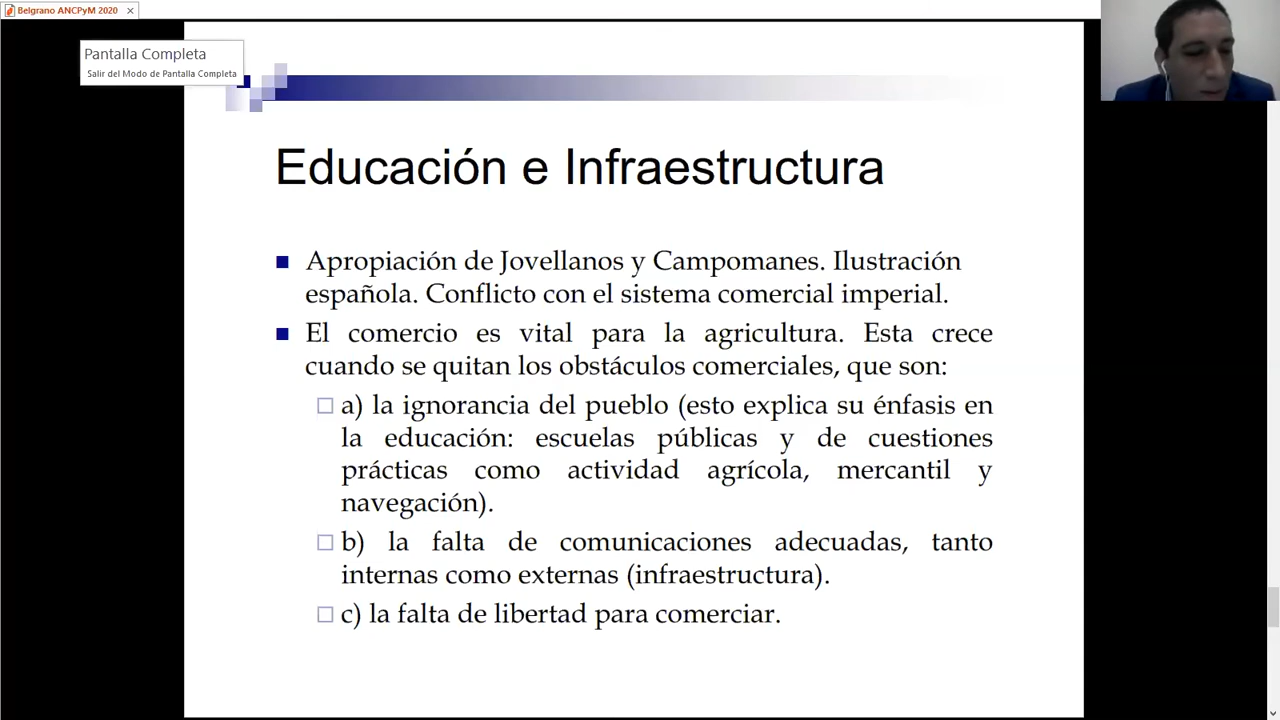 Belgrano ANCPyM 2020
Pantalla Completa
Salir del Modo de Pantalla Completa
Educación e Infraestructura
Apropiación de Jovellanos y Campomanes. Ilustración
española. Conflicto con el sistema comercial imperial.
El comercio es vital para la agricultura. Esta crece
cuando se quitan los obstáculos comerciales, que son:
a) la ignorancia del pueblo (esto explica su énfasis en
la educación: escuelas públicas y de cuestiones
prácticas como actividad agrícola, mercantil y
navegación).
b) la falta de comunicaciones adecuadas, tanto
internas como externas (infraestructura).
c) la falta de libertad para comerciar.